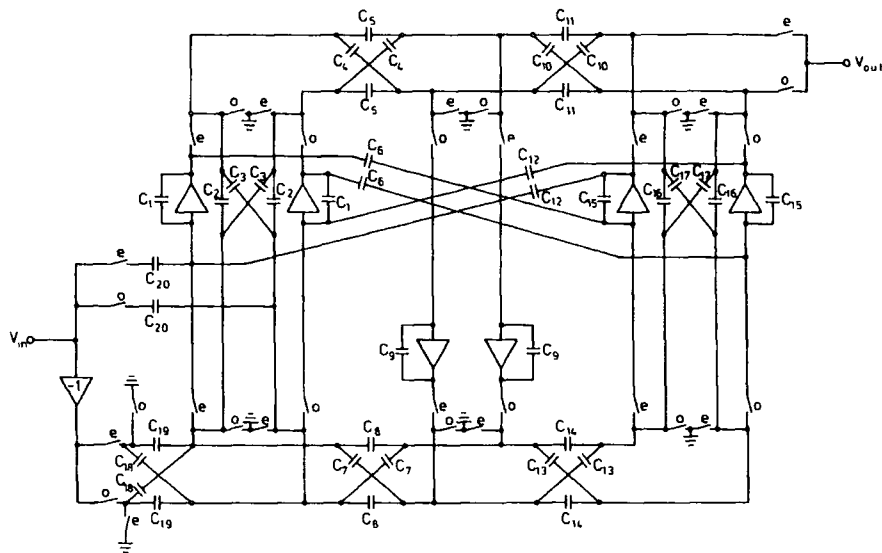 C5 C11 e
C4 C4 C10 C10 Vout
C5 C11 o
o e e o o e
e o o e e o
C6 C12 C17 C17
C3 C3 C6
C1 C2 C2 C1 C12 C15 C16 C16 C15
e C20
o C20
Vin
C9 C9
-1
o e o e o e o
e C19 o e o e o e
C18 C8 C14
C18 C7 C7 C13 C13
o C19 C8 C14
e